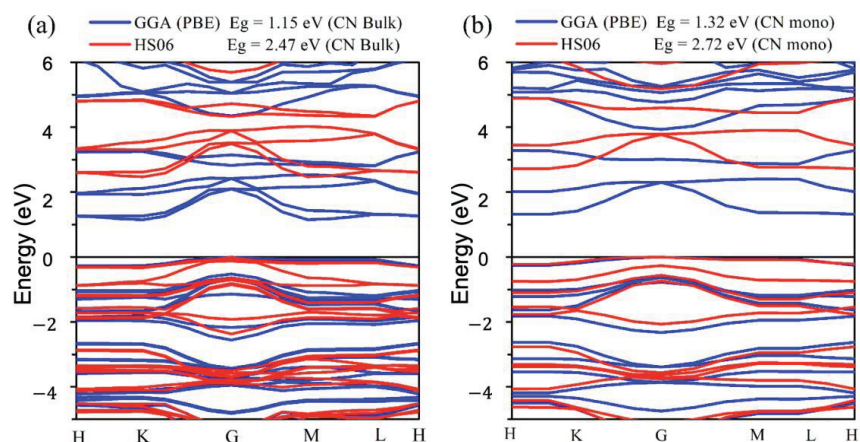 (a) GGA (PBE) Eg = 1.15 eV (CN Bulk)
HS06 Eg = 2.47 eV (CN Bulk)
6
4
2
0
−2
−4
Energy (eV)
H K G M L H
(b) GGA (PBE) Eg = 1.32 eV (CN mono)
HS06 Eg = 2.72 eV (CN mono)
6
4
2
0
−2
−4
Energy (eV)
H K G M L H